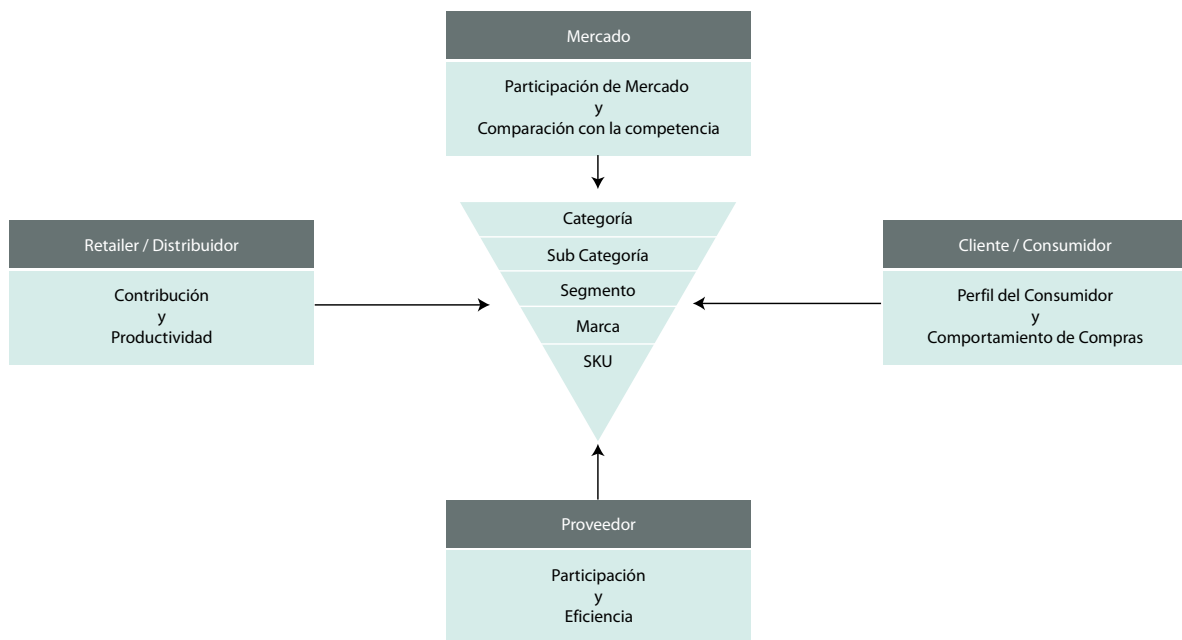 Mercado
Participación de Mercado
y
Comparación con la competencia
Retailer / Distribuidor
Contribución
y
Productividad
Categoría
Sub Categoría
Segmento
Marca
SKU
Cliente / Consumidor
Perfil del Consumidor
y
Comportamiento de Compras
Proveedor
Participación
y
Eficiencia